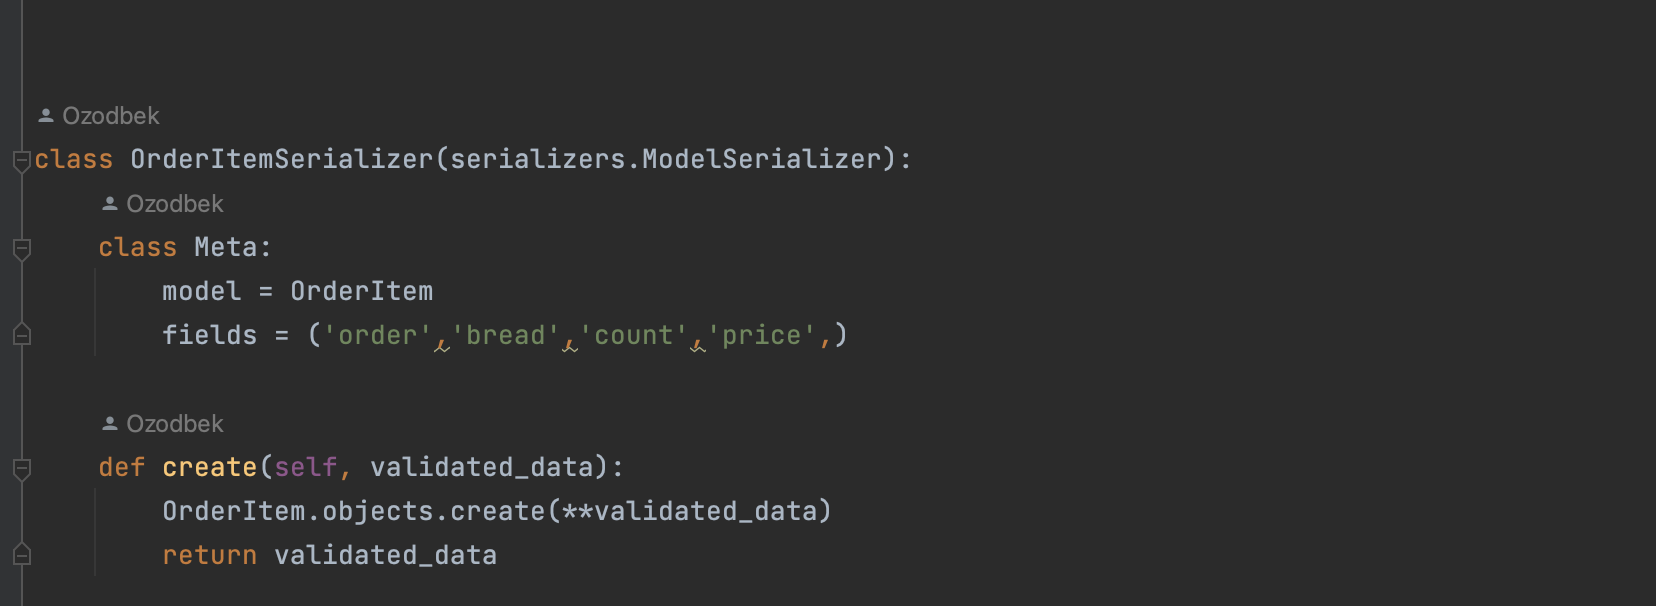 Ozodbek
class OrderItemSerializer(serializers.ModelSerializer):
Ozodbek
class Meta:
model = OrderItem
fields = ('order','bread','count','price',)
Ozodbek
def create(self, validated_data):
OrderItem.objects.create(**validated_data)
return validated_data